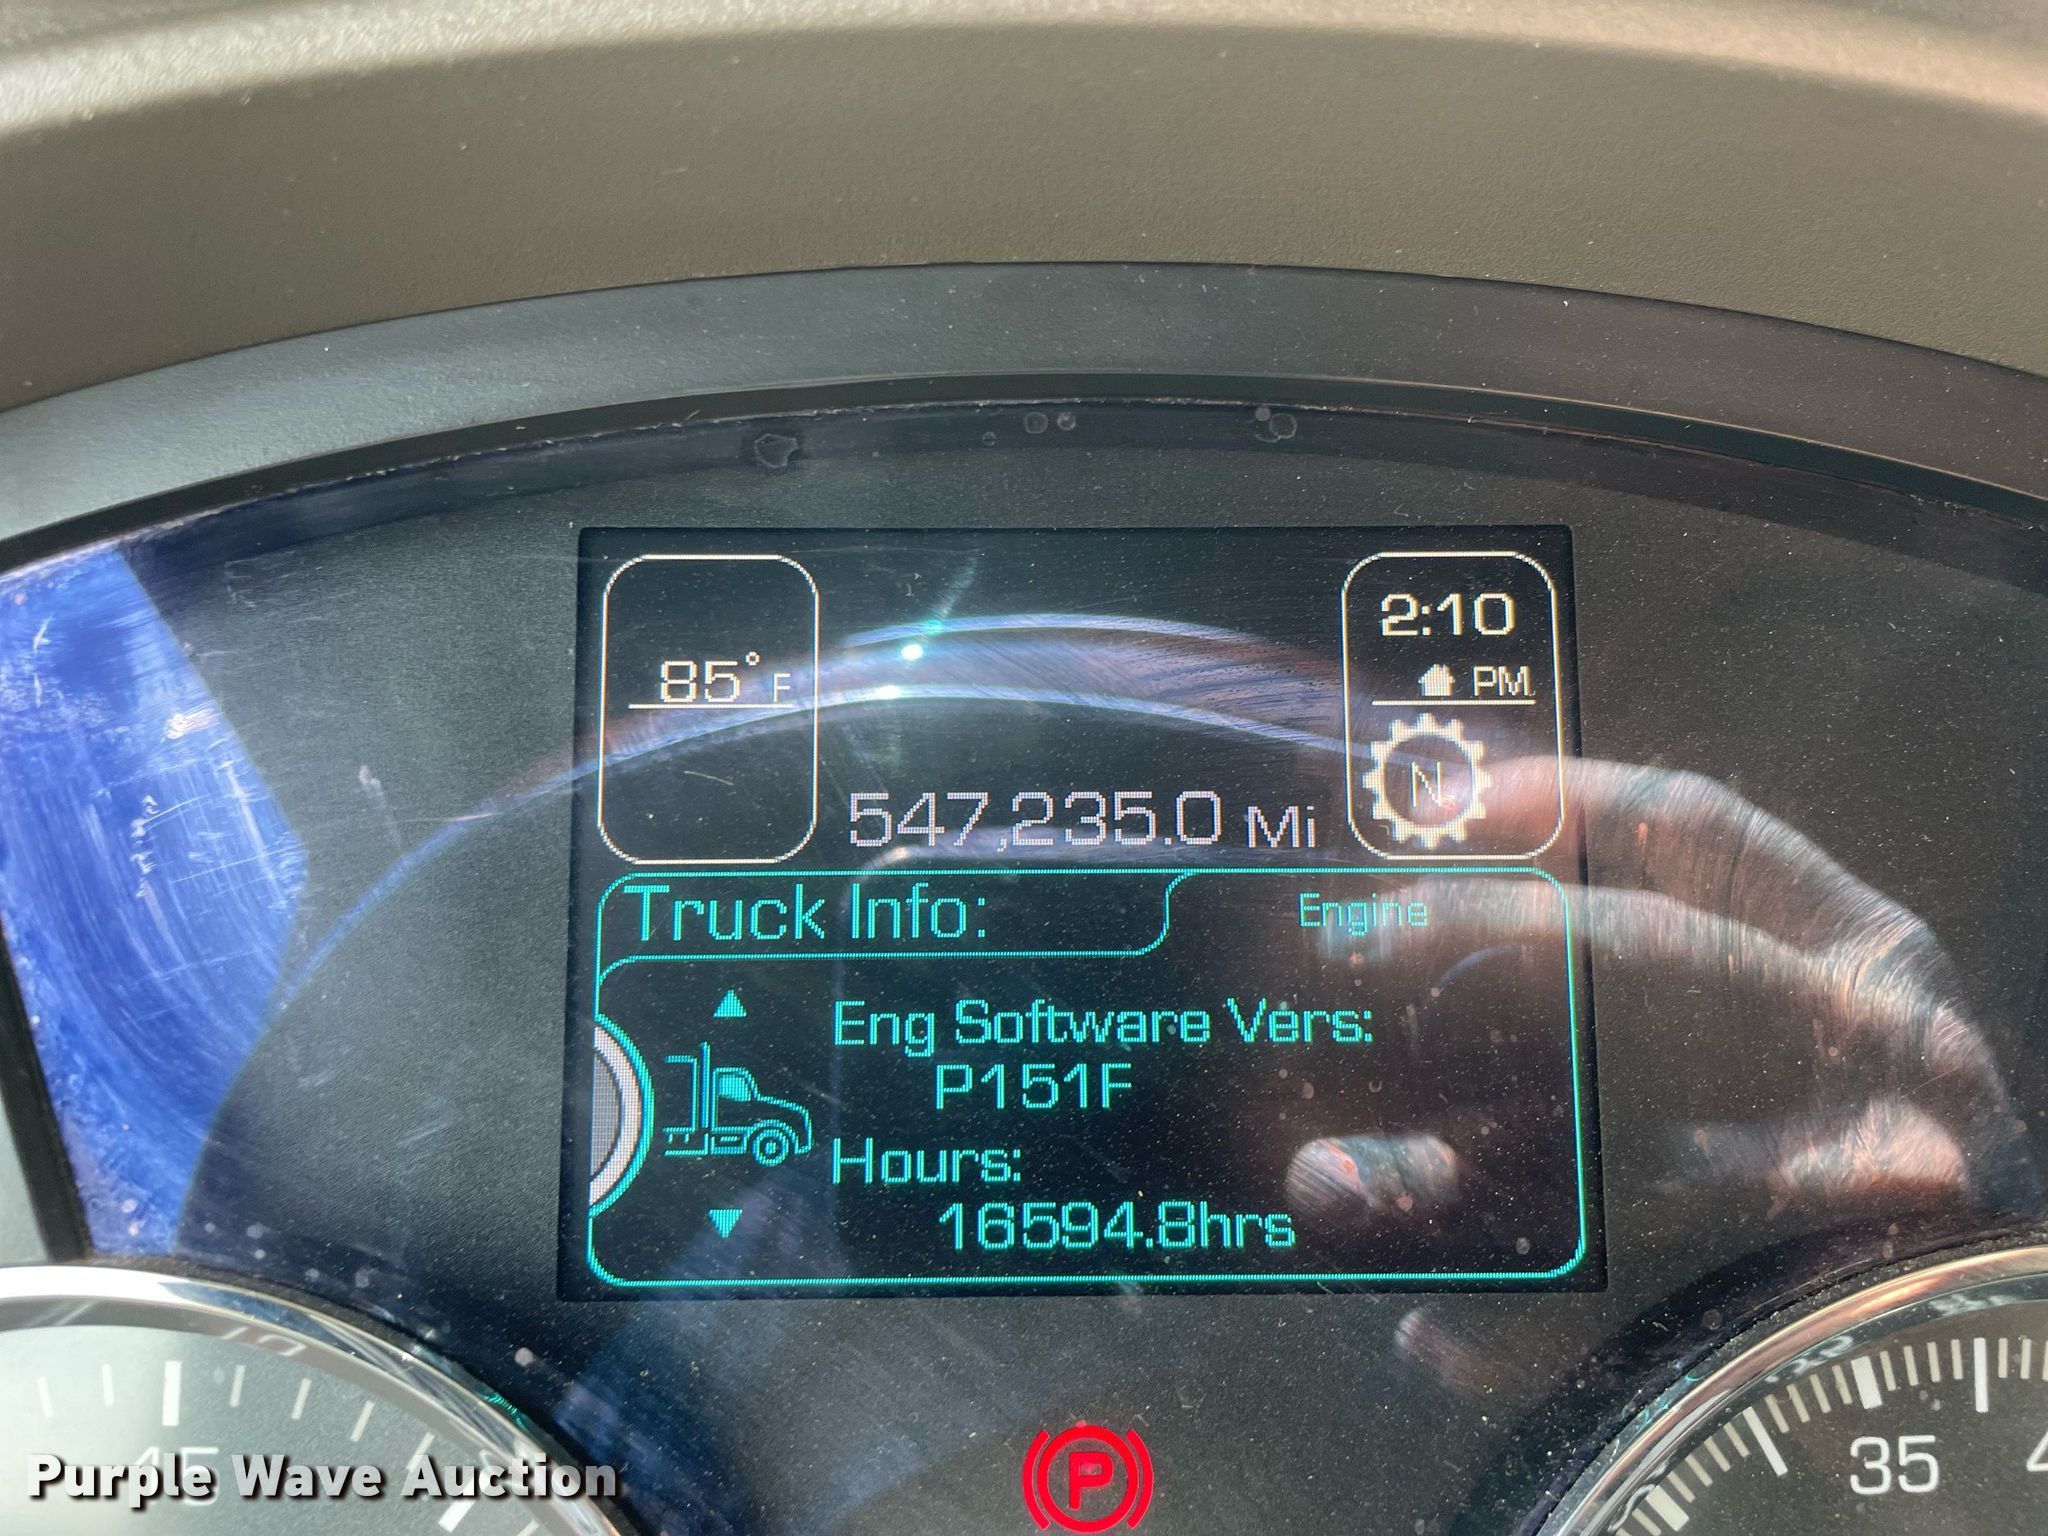 2:10
85° F
PM
N
547,235.0 Mi
Truck Info:
Engine
Eng Software Vers:
P151F
Hours:
16594.8hrs
P
45
35
Purple Wave Auction